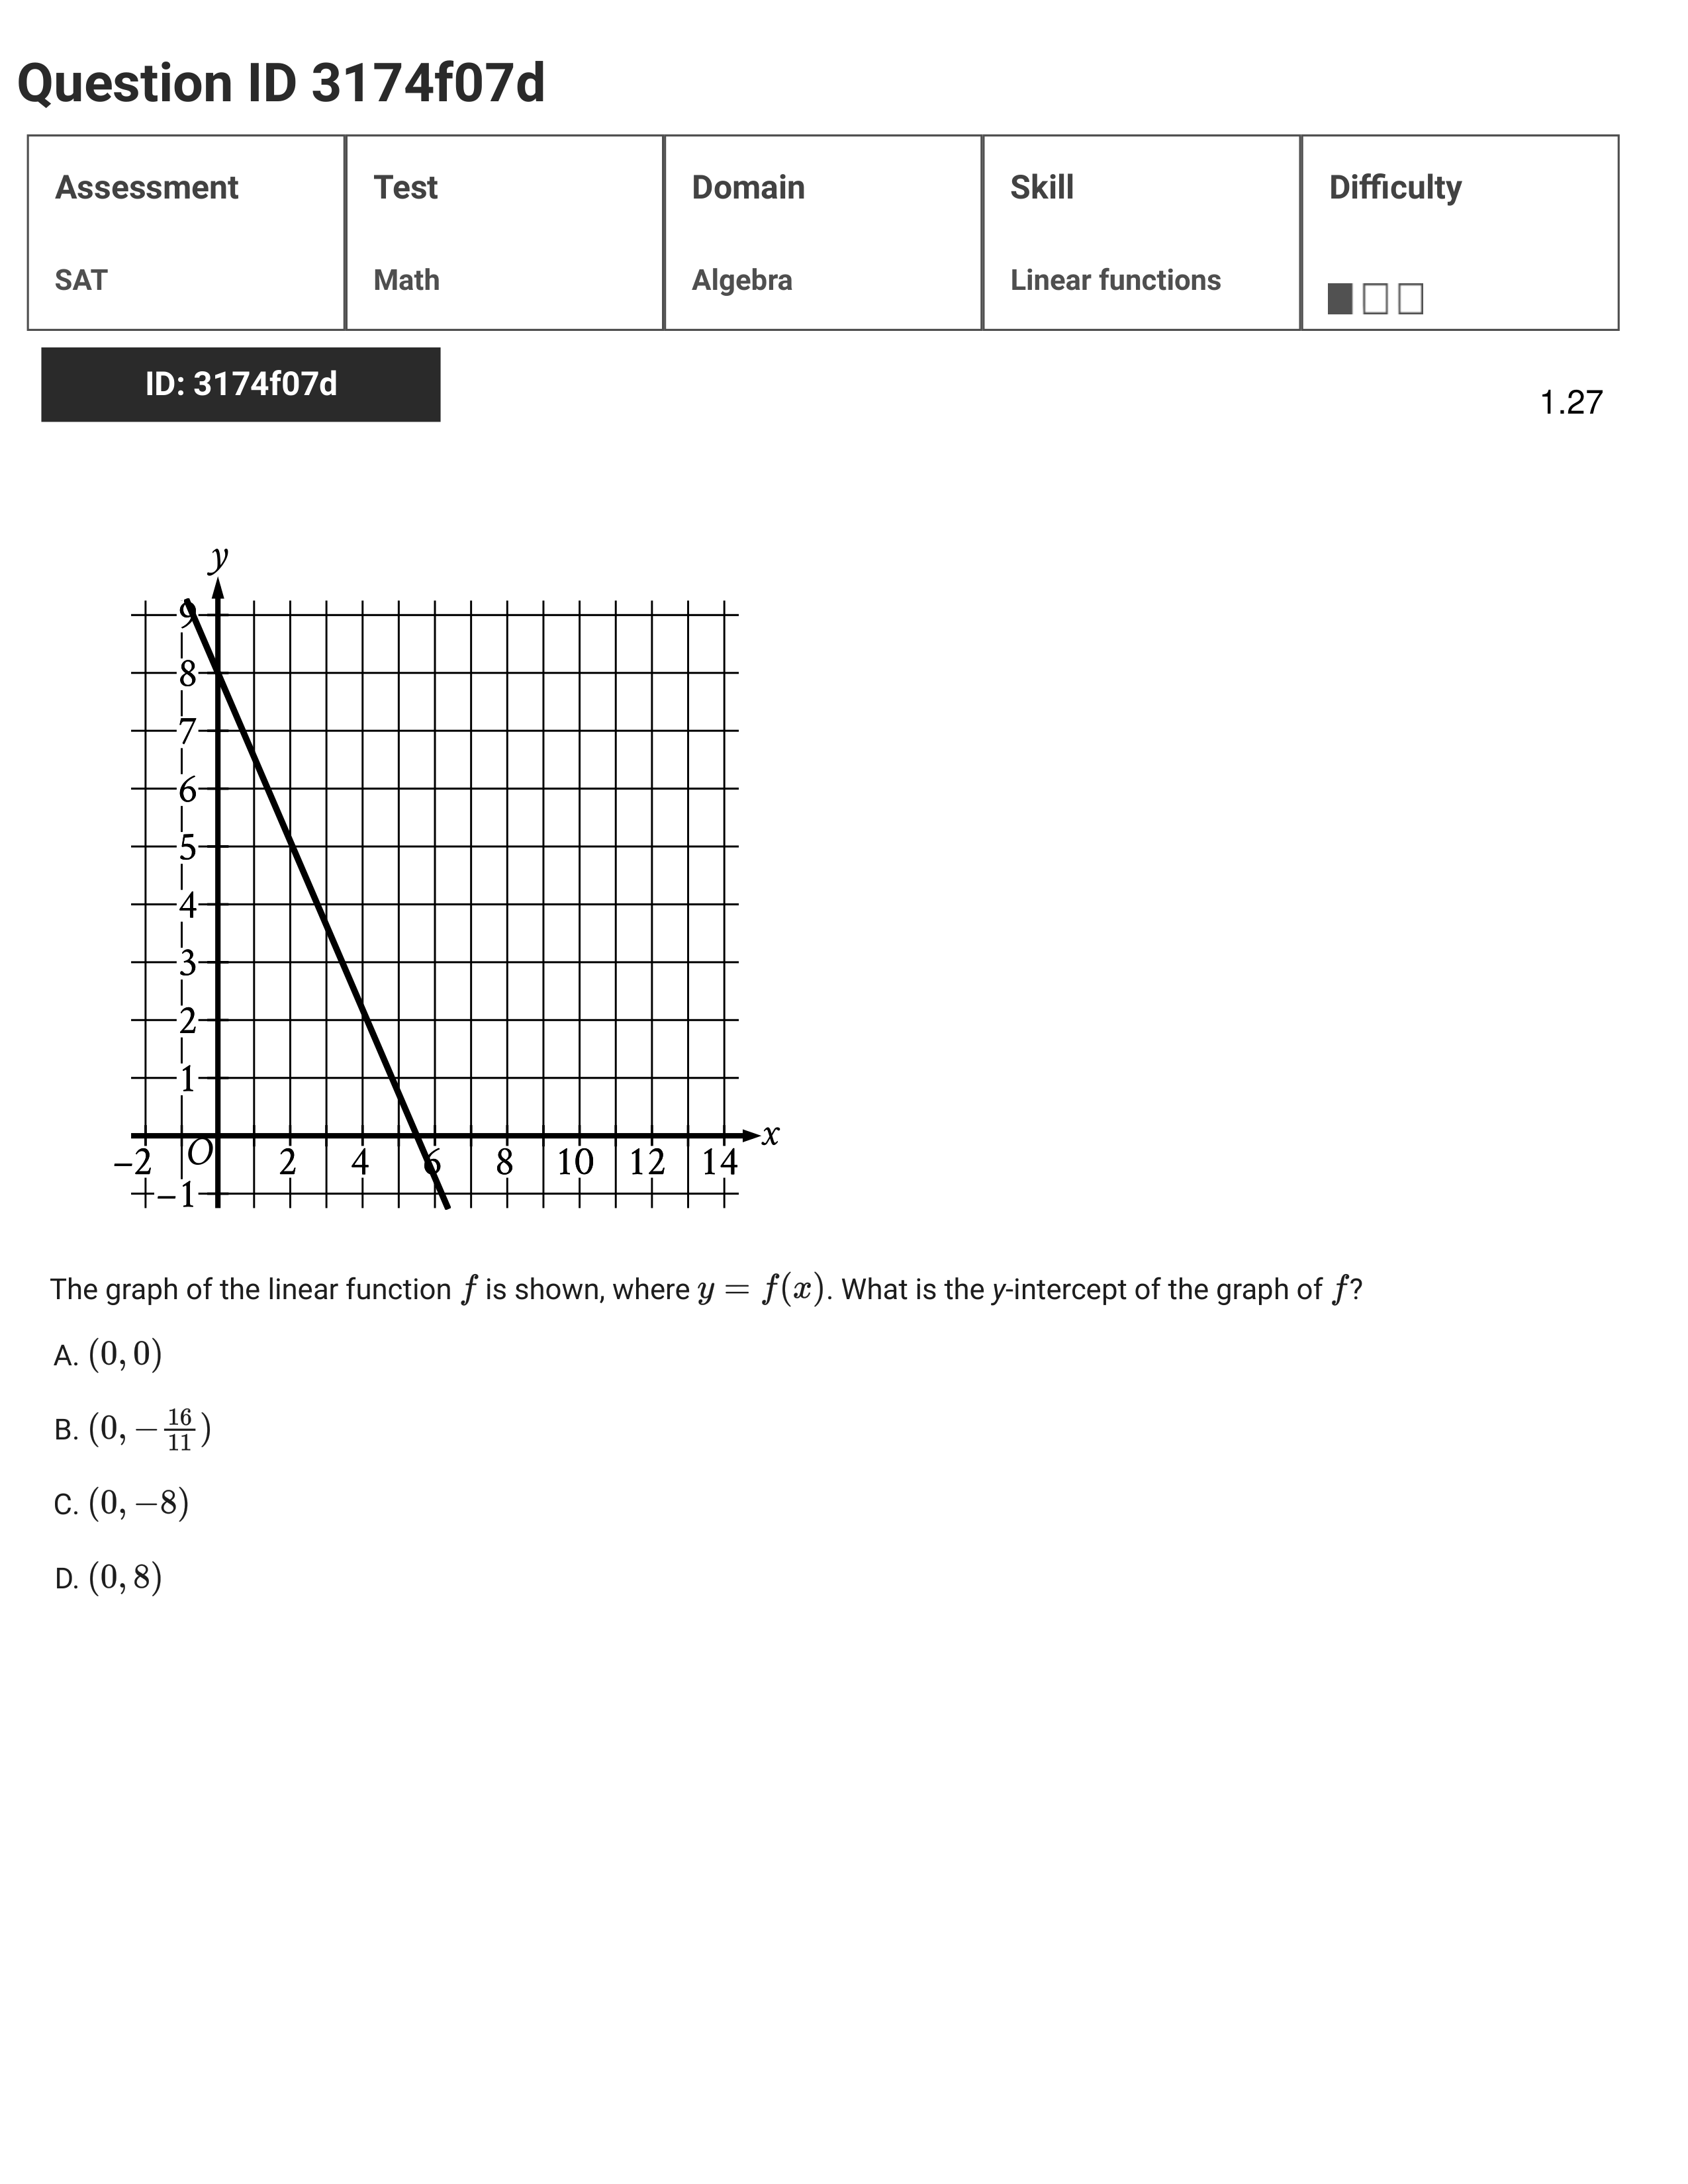 Question ID 3174f07d
Assessment Test Domain Skill Difficulty
SAT Math Algebra Linear functions
ID: 3174f07d
1.27
y
9
8
7
6
5
4
3
2
1
x
−2 O 2 4 6 8 10 12 14
−1
The graph of the linear function f is shown, where y = f(x). What is the y-intercept of the graph of f?
A. (0, 0)
B. (0, −16/11)
C. (0, −8)
D. (0, 8)